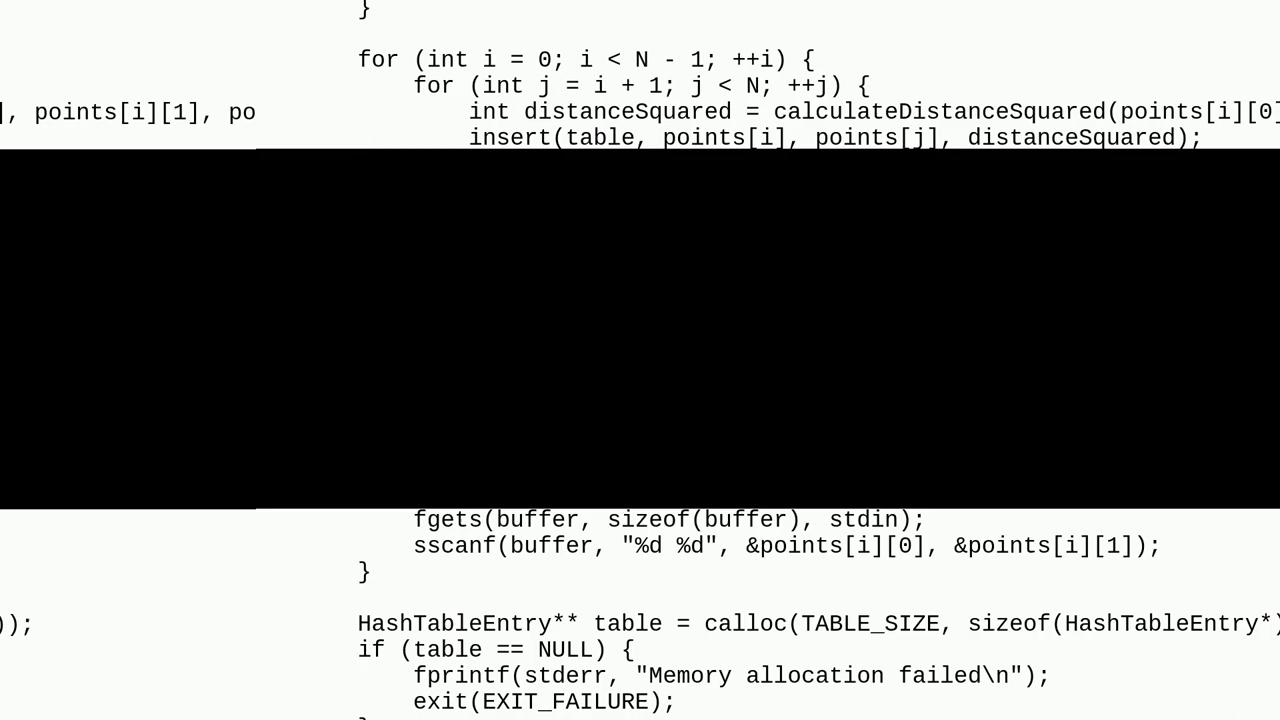 }
for (int i = 0; i < N - 1; ++i) {
for (int j = i + 1; j < N; ++j) {
], points[i][1], po
int distanceSquared = calculateDistanceSquared(points[i][0]
insert(table, points[i], points[j], distanceSquared);
fgets(buffer, sizeof(buffer), stdin);
sscanf(buffer, "%d %d", &points[i][0], &points[i][1]);
}
));
HashTableEntry** table = calloc(TABLE_SIZE, sizeof(HashTableEntry*)
if (table == NULL) {
fprintf(stderr, "Memory allocation failed\n");
exit(EXIT_FAILURE);
}